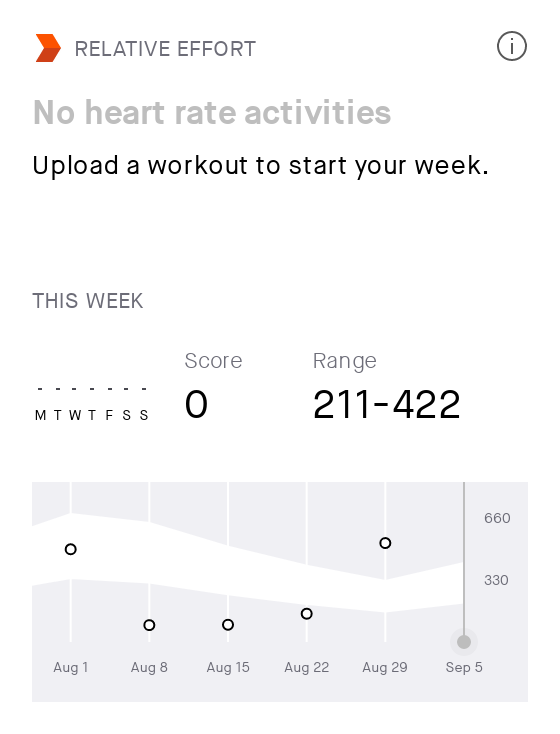 RELATIVE EFFORT
No heart rate activities
Upload a workout to start your week.
THIS WEEK
Score Range
- - - - - - - 0 211-422
M T W T F S S
660
330
Aug 1 Aug 8 Aug 15 Aug 22 Aug 29 Sep 5